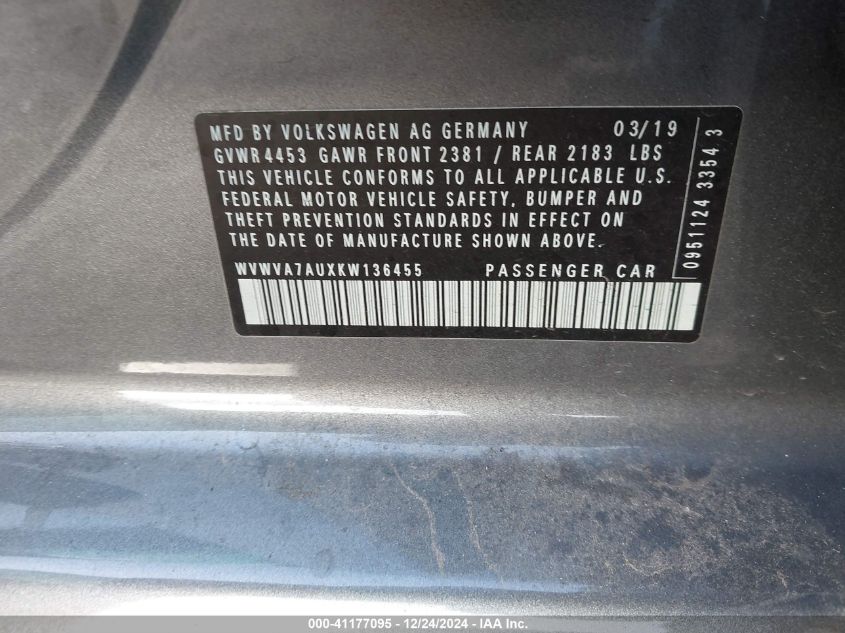 MFD BY VOLKSWAGEN AG GERMANY 03/19
GVWR 4453 GAWR FRONT 2381 / REAR 2183 LBS
THIS VEHICLE CONFORMS TO ALL APPLICABLE U.S.
FEDERAL MOTOR VEHICLE SAFETY, BUMPER AND
THEFT PREVENTION STANDARDS IN EFFECT ON
THE DATE OF MANUFACTURE SHOWN ABOVE.
WVWVA7AUXKW136455 PASSENGER CAR
0951124 33543
000-41177095 - 12/24/2024 - IAA Inc.